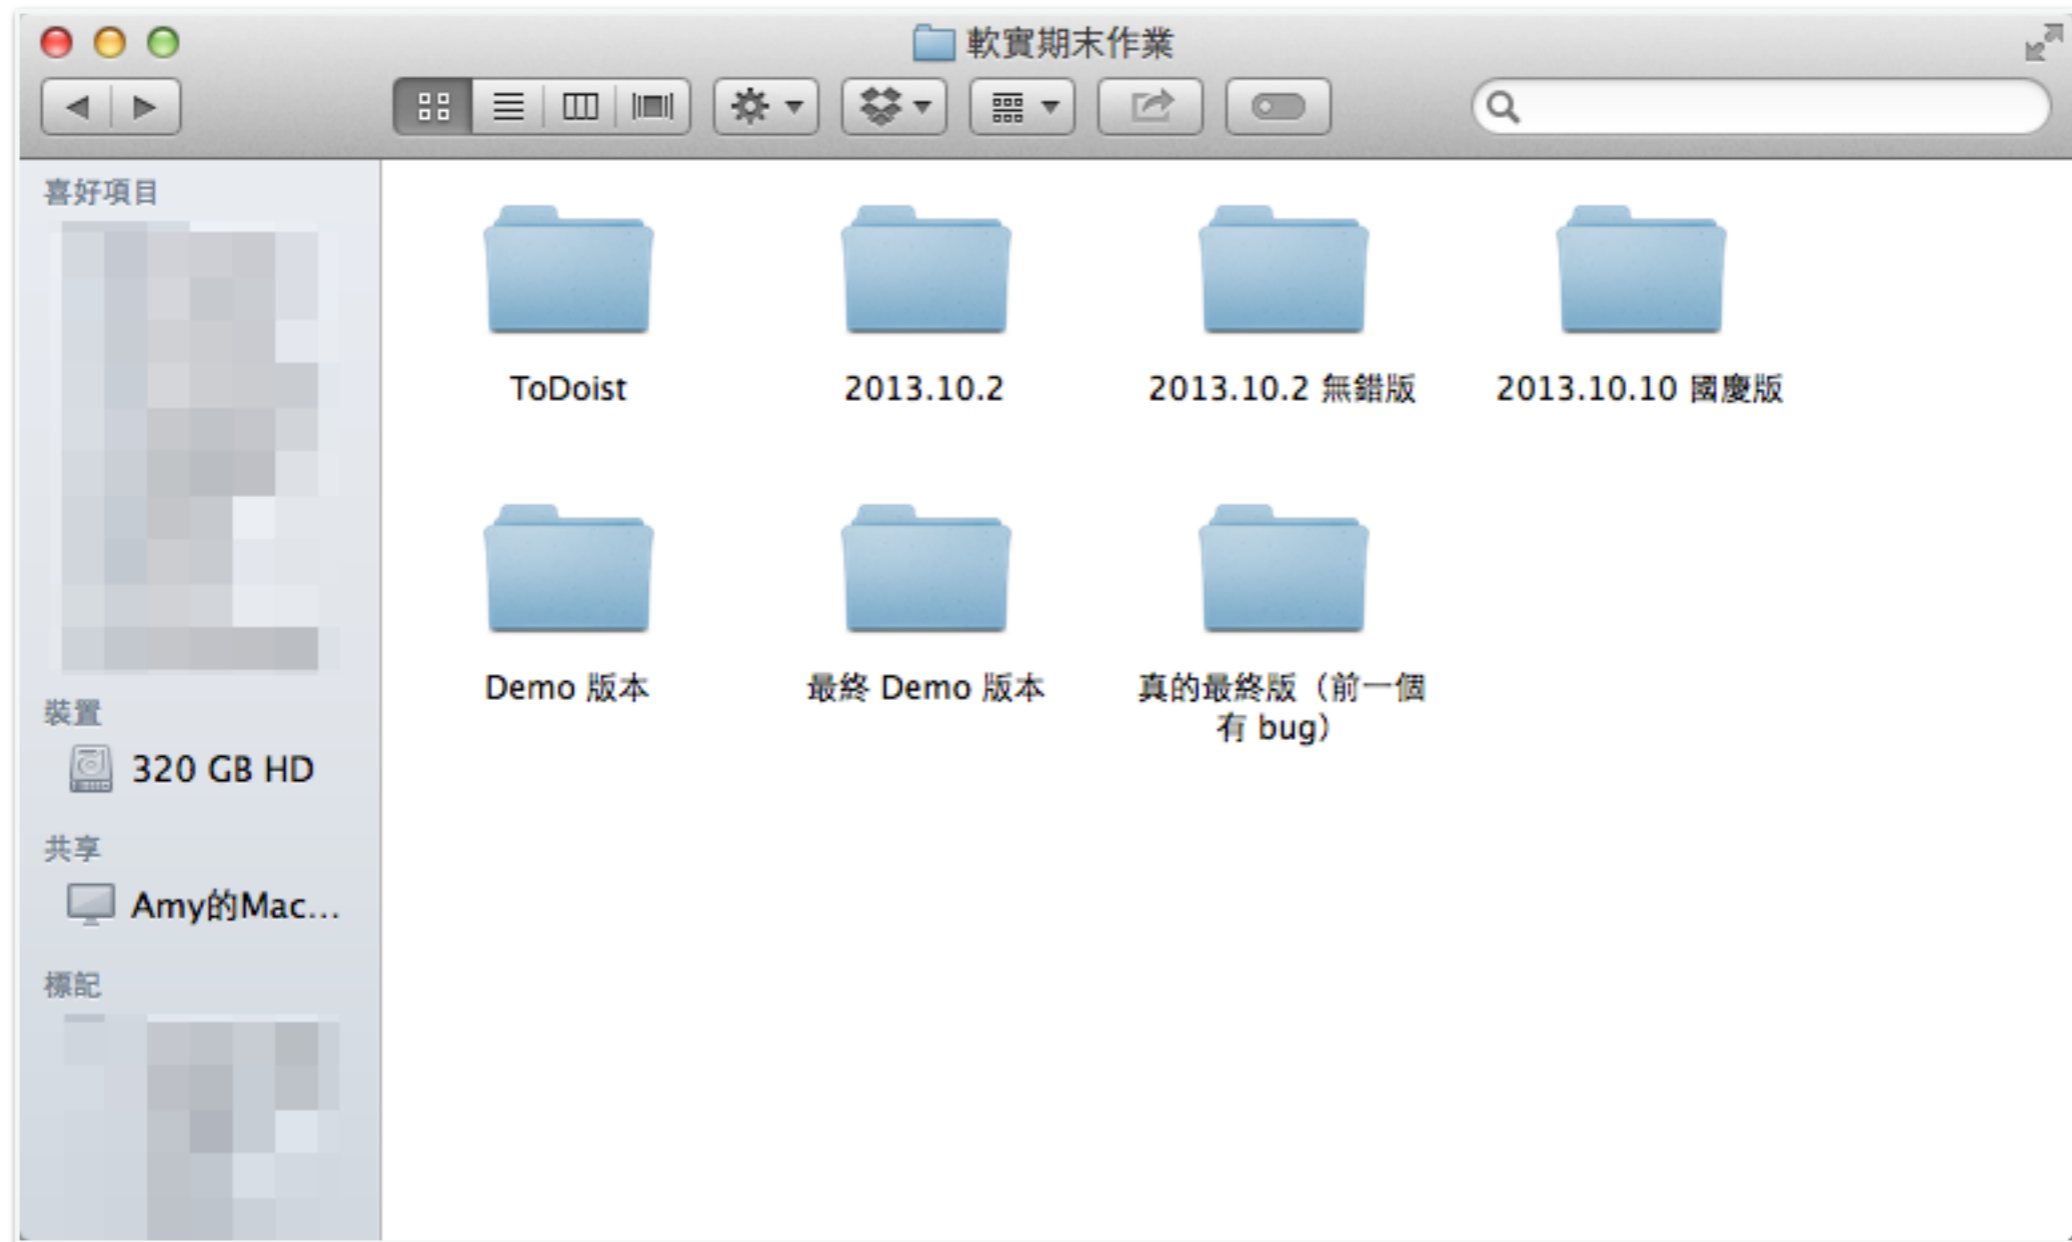 軟實期末作業
喜好項目
裝置
320 GB HD
共享
Amy的Mac...
標記
ToDoist
2013.10.2
2013.10.2 無錯版
2013.10.10 國慶版
Demo 版本
最終 Demo 版本
真的最終版（前一個
有 bug）